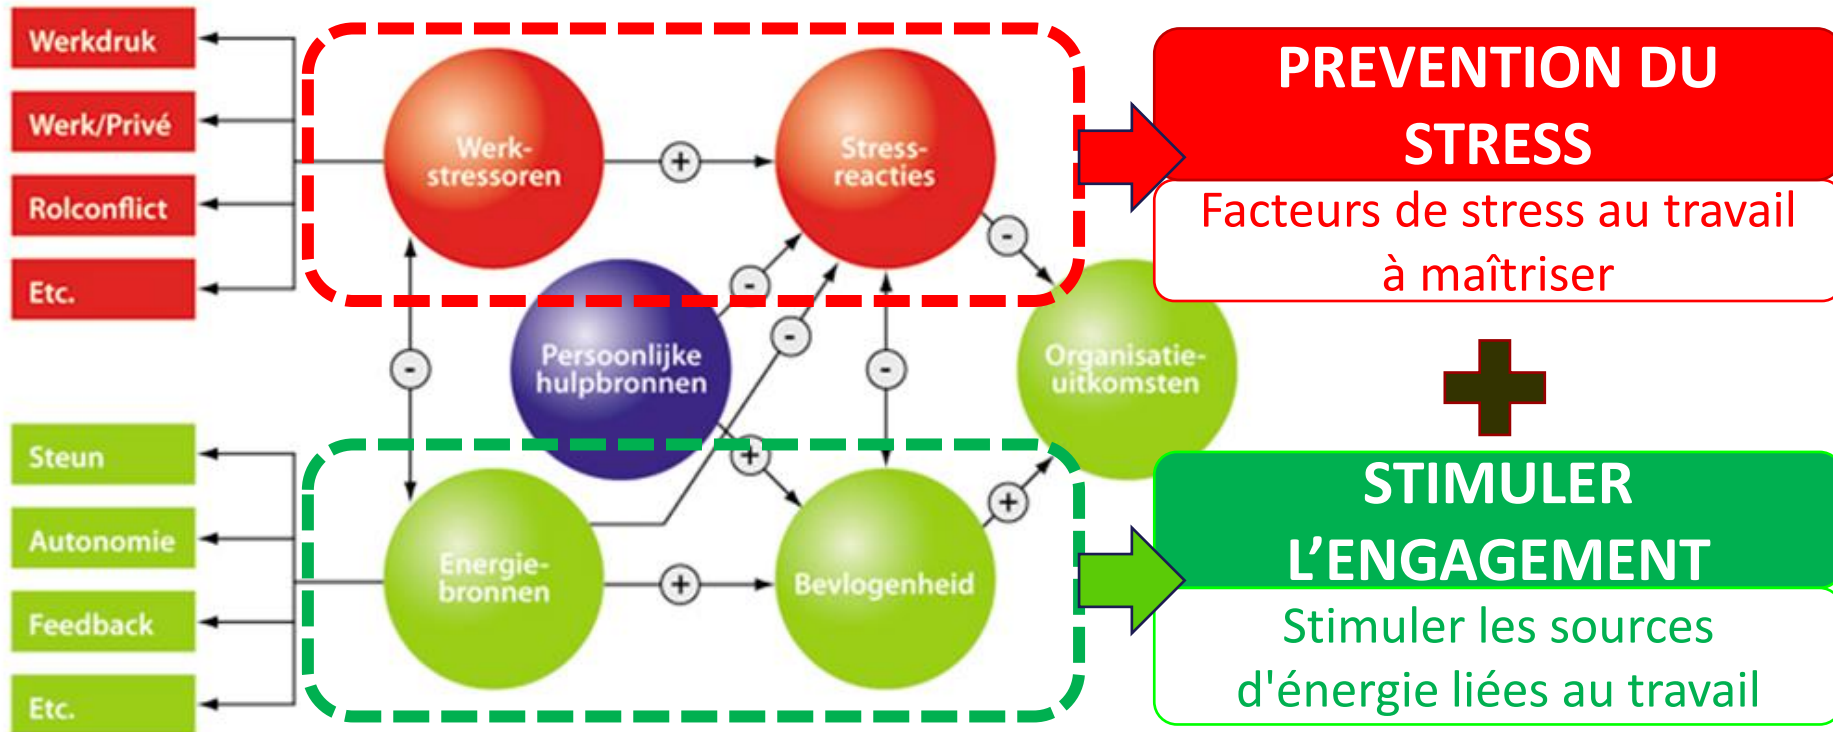 Werkdruk
Werk/Privé
Rolconflict
Etc.
Steun
Autonomie
Feedback
Etc.
Werk-
stressoren
+
Stress-
reacties
-
-
-
-
-
Persoonlijke
hulpbronnen
Organisatie-
uitkomsten
+
+
Energie-
bronnen
+
Bevlogenheid
PREVENTION DU
STRESS
Facteurs de stress au travail
à maîtriser
STIMULER
L’ENGAGEMENT
Stimuler les sources
d'énergie liées au travail